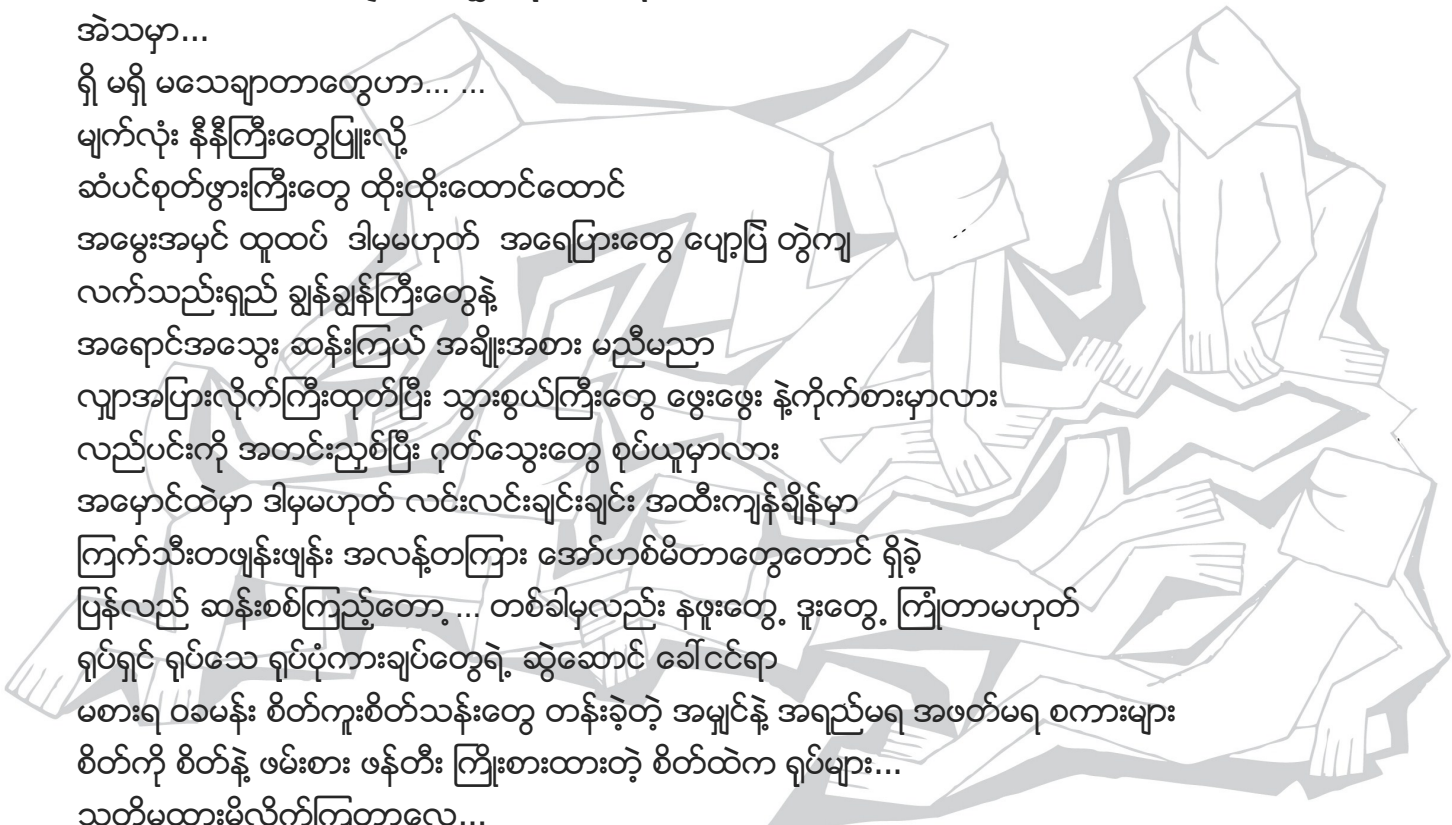 အဲသမှာ...
ရှိ မရှိ မသေချာတာတွေဟာ... ...
မျက်လုံး နီနီကြီးတွေပြူးလို့
ဆံပင်စုတ်ဖွားကြီးတွေ ထိုးထိုးထောင်ထောင်
အမွေးအမှင် ထူထပ် ဒါမှမဟုတ် အရေပြားတွေ ပျော့ပြဲ တွဲကျ
လက်သည်းရှည် ချွန်ချွန်ကြီးတွေနဲ့
အရောင်အသွေး ဆန်းကြယ် အချိုးအစား မညီမညာ
လျှာအပြားလိုက်ကြီးထုတ်ပြီး သွားစွယ်ကြီးတွေ ဖွေးဖွေး နဲ့ကိုက်စားမှာလား
လည်ပင်းကို အတင်းညှစ်ပြီး ဂုတ်သွေးတွေ စုပ်ယူမှာလား
အမှောင်ထဲမှာ ဒါမှမဟုတ် လင်းလင်းချင်းချင်း အထီးကျန်ချိန်မှာ
ကြက်သီးတဖျန်းဖျန်း အလန့်တကြား အော်ဟစ်မိတာတွေတောင် ရှိခဲ့
ပြန်လည် ဆန်းစစ်ကြည့်တော့ ... တစ်ခါမှလည်း နဖူးတွေ့ ဒူးတွေ့ ကြုံတာမဟုတ်
ရုပ်ရှင် ရုပ်သေ ရုပ်ပုံကားချပ်တွေရဲ့ ဆွဲဆောင် ခေါ်ငင်ရာ
မစားရ ဝခမန်း စိတ်ကူးစိတ်သန်းတွေ တန်းခဲ့တဲ့ အမျှင်နဲ့ အရည်မရ အဖတ်မရ စကားများ
စိတ်ကို စိတ်နဲ့ ဖမ်းစား ဖန်တီး ကြိုးစားထားတဲ့ စိတ်ထဲက ရုပ်များ...
သတိမထားမိလိုက်ကြတာလေ...